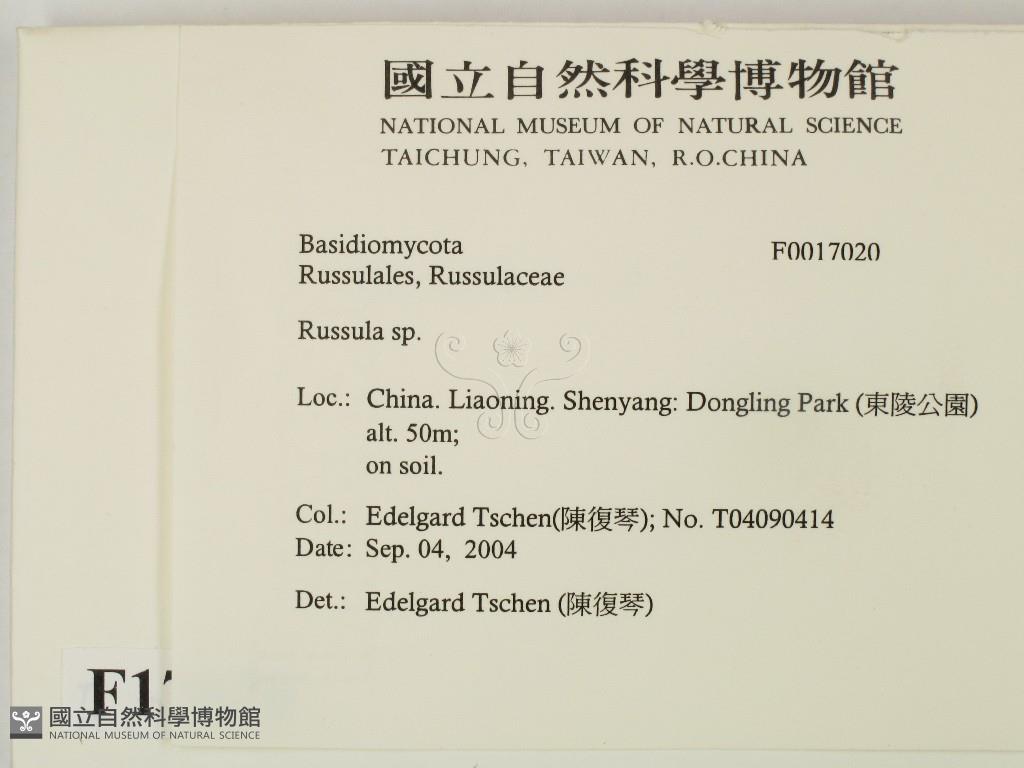 國立自然科學博物館
NATIONAL MUSEUM OF NATURAL SCIENCE
TAICHUNG, TAIWAN, R.O.CHINA
Basidiomycota
F0017020
Russulales, Russulaceae
Russula sp.
Loc.: China. Liaoning. Shenyang: Dongling Park (東陵公園)
alt. 50m;
on soil.
Col.: Edelgard Tschen(陳復琴); No. T04090414
Date: Sep. 04, 2004
Det.: Edelgard Tschen (陳復琴)
F17
國立自然科學博物館
NATIONAL MUSEUM OF NATURAL SCIENCE